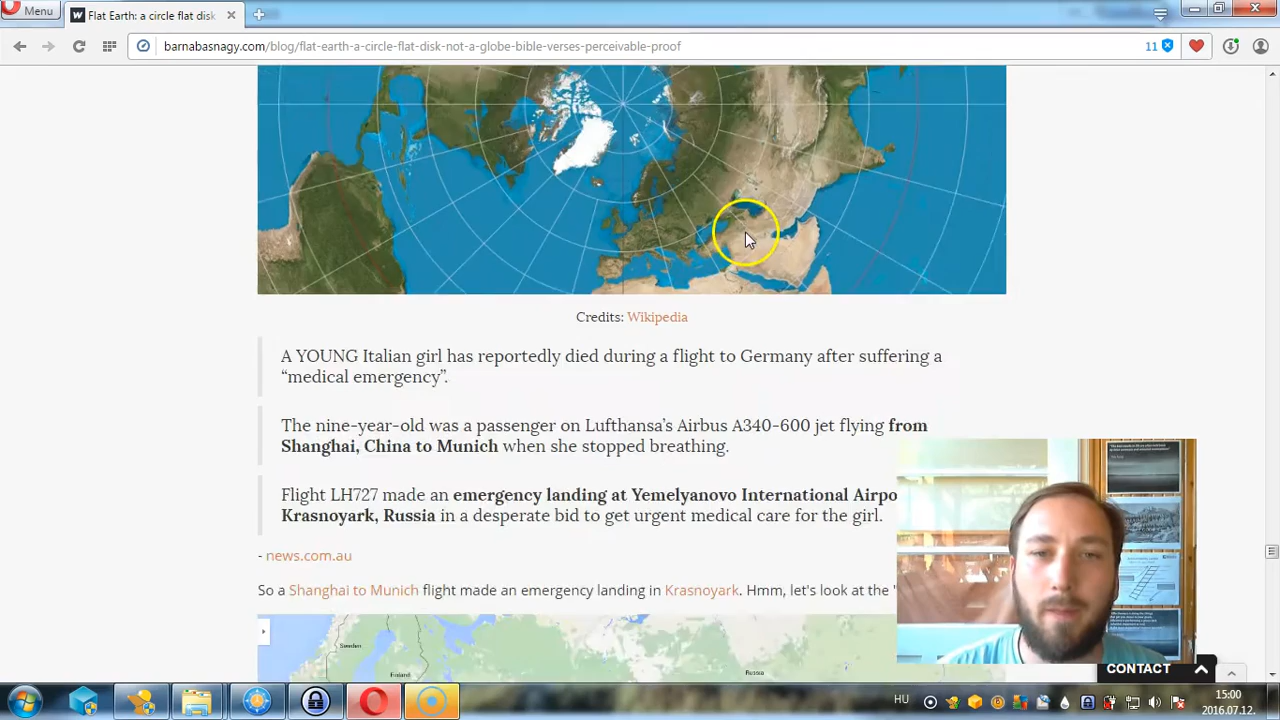 Menu
Flat Earth: a circle flat disk
barnabasnagy.com/blog/flat-earth-a-circle-flat-disk-not-a-globe-bible-verses-perceivable-proof
11
Credits: Wikipedia
A YOUNG Italian girl has reportedly died during a flight to Germany after suffering a
“medical emergency”.
The nine-year-old was a passenger on Lufthansa’s Airbus A340-600 jet flying from
Shanghai, China to Munich when she stopped breathing.
Flight LH727 made an emergency landing at Yemelyanovo International Airpo
Krasnoyark, Russia in a desperate bid to get urgent medical care for the girl.
- news.com.au
So a Shanghai to Munich flight made an emergency landing in Krasnoyark. Hmm, let's look at the
Sweden
Finland
Russia
CONTACT
HU
15:00
2016.07.12.